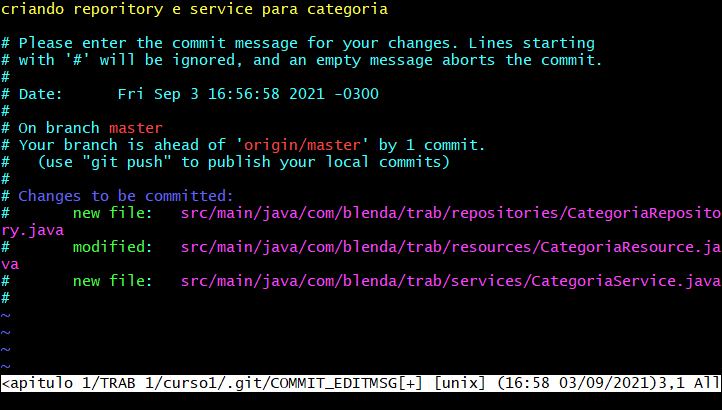 criando reporitory e service para categoria
# Please enter the commit message for your changes. Lines starting
# with '#' will be ignored, and an empty message aborts the commit.
#
# Date:      Fri Sep 3 16:56:58 2021 -0300
#
# On branch master
# Your branch is ahead of 'origin/master' by 1 commit.
#   (use "git push" to publish your local commits)
#
# Changes to be committed:
#       new file:   src/main/java/com/blenda/trab/repositories/CategoriaReposito
ry.java
#       modified:   src/main/java/com/blenda/trab/resources/CategoriaResource.ja
va
#       new file:   src/main/java/com/blenda/trab/services/CategoriaService.java
#
~
~
~
~
<apitulo 1/TRAB 1/curso1/.git/COMMIT_EDITMSG[+] [unix] (16:58 03/09/2021)3,1 All